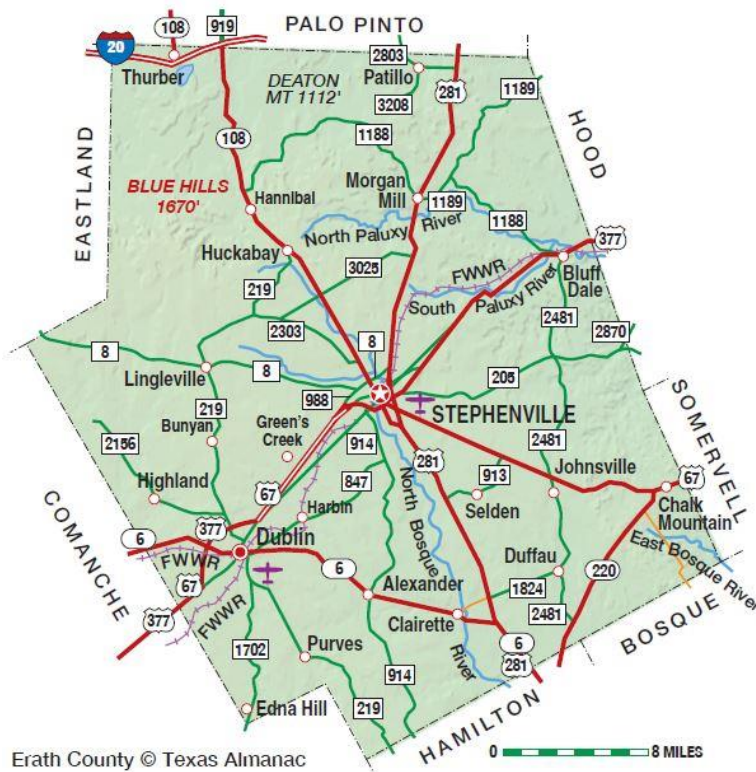 PALO PINTO
108
919
20
Thurber
2803
Patillo
DEATON
MT 1112'
3208
281
1189
HOOD
EASTLAND
108
1188
BLUE HILLS
1670'
Hannibal
Morgan
Mill
1189
1188
North Paluxy River
Huckabay
377
FWWR
Bluff
Dale
3025
219
South Paluxy River
2481
2303
8
2870
8
Lingleville
8
205
SOMERVELL
988
STEPHENVILLE
219
Bunyan
Green's
Creek
914
2156
281
2481
Johnsville
913
67
Highland
67
847
North Bosque River
Selden
Chalk
Mountain
Harbin
COMANCHE
377
6
Dublin
East Bosque River
FWWR
Duffau
6
220
67
Alexander
1824
377
FWWR
Clairette
2481
BOSQUE
1702
Purves
6
281
914
219
HAMILTON
Edna Hill
0 8 MILES
Erath County © Texas Almanac